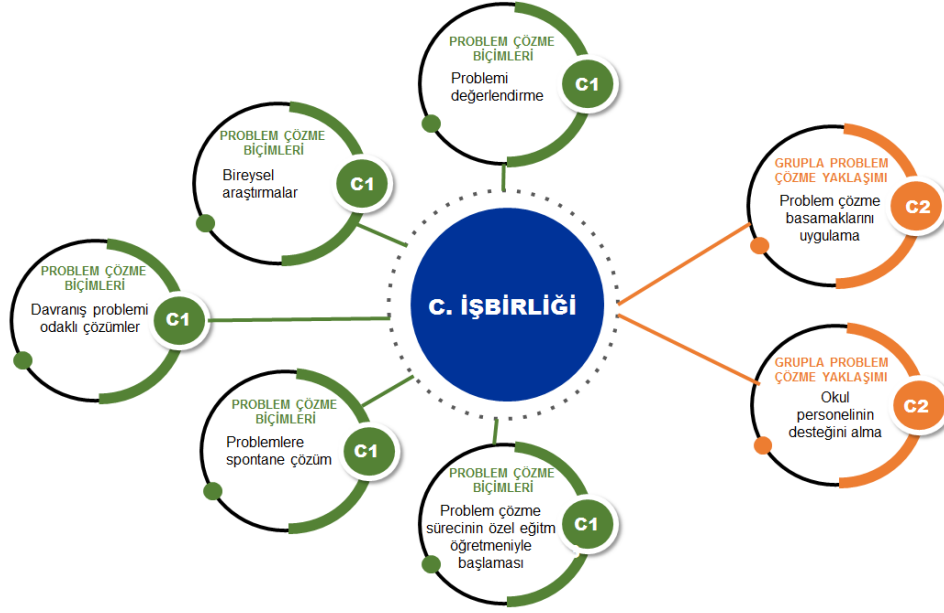 PROBLEM ÇÖZME
BİÇİMLERİ
Problemi
değerlendirme
C1
PROBLEM ÇÖZME
BİÇİMLERİ
Bireysel
araştırmalar
C1
GRUPLA PROBLEM
ÇÖZME YAKLAŞIMI
Problem çözme
basamaklarını
uygulama
C2
PROBLEM ÇÖZME
BİÇİMLERİ
Davranış problemi
odaklı çözümler
C1
C. İŞBİRLİĞİ
GRUPLA PROBLEM
ÇÖZME YAKLAŞIMI
Okul
personelinin
desteğini alma
C2
PROBLEM ÇÖZME
BİÇİMLERİ
Problemlere
spontane çözüm
C1
PROBLEM ÇÖZME
BİÇİMLERİ
Problem çözme
sürecinin özel eğitm
öğretmeniyle
başlaması
C1